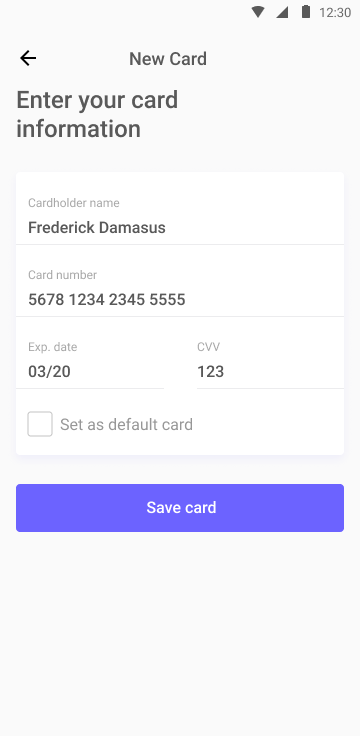 12:30
New Card
Enter your card
information
Cardholder name
Frederick Damasus
Card number
5678 1234 2345 5555
Exp. date
CVV
03/20
123
Set as default card
Save card